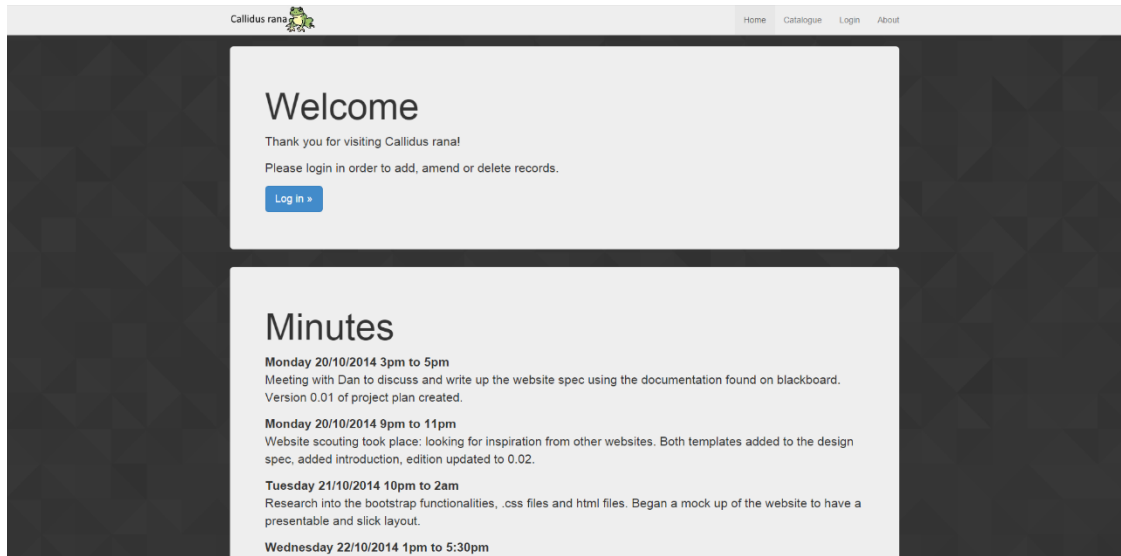 Callidus rana
Home Catalogue Login About
Welcome
Thank you for visiting Callidus rana!
Please login in order to add, amend or delete records.
Log in »
Minutes
Monday 20/10/2014 3pm to 5pm
Meeting with Dan to discuss and write up the website spec using the documentation found on blackboard.
Version 0.01 of project plan created.
Monday 20/10/2014 9pm to 11pm
Website scouting took place: looking for inspiration from other websites. Both templates added to the design
spec, added introduction, edition updated to 0.02.
Tuesday 21/10/2014 10pm to 2am
Research into the bootstrap functionalities, .css files and html files. Began a mock up of the website to have a
presentable and slick layout.
Wednesday 22/10/2014 1pm to 5:30pm